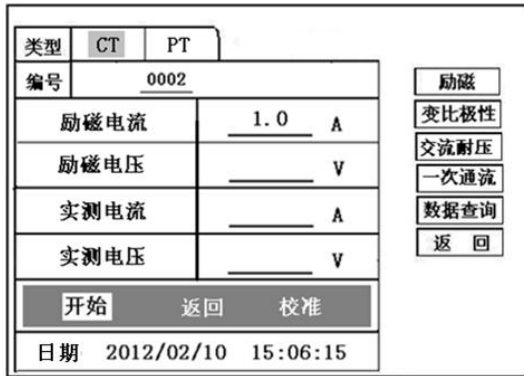 类型 CT PT
编号 0002
励磁电流 1.0 A
励磁电压 V
实测电流 A
实测电压 V
开始 返回 校准
日期 2012/02/10 15:06:15
励磁
变比极性
交流耐压
一次通流
数据查询
返 回